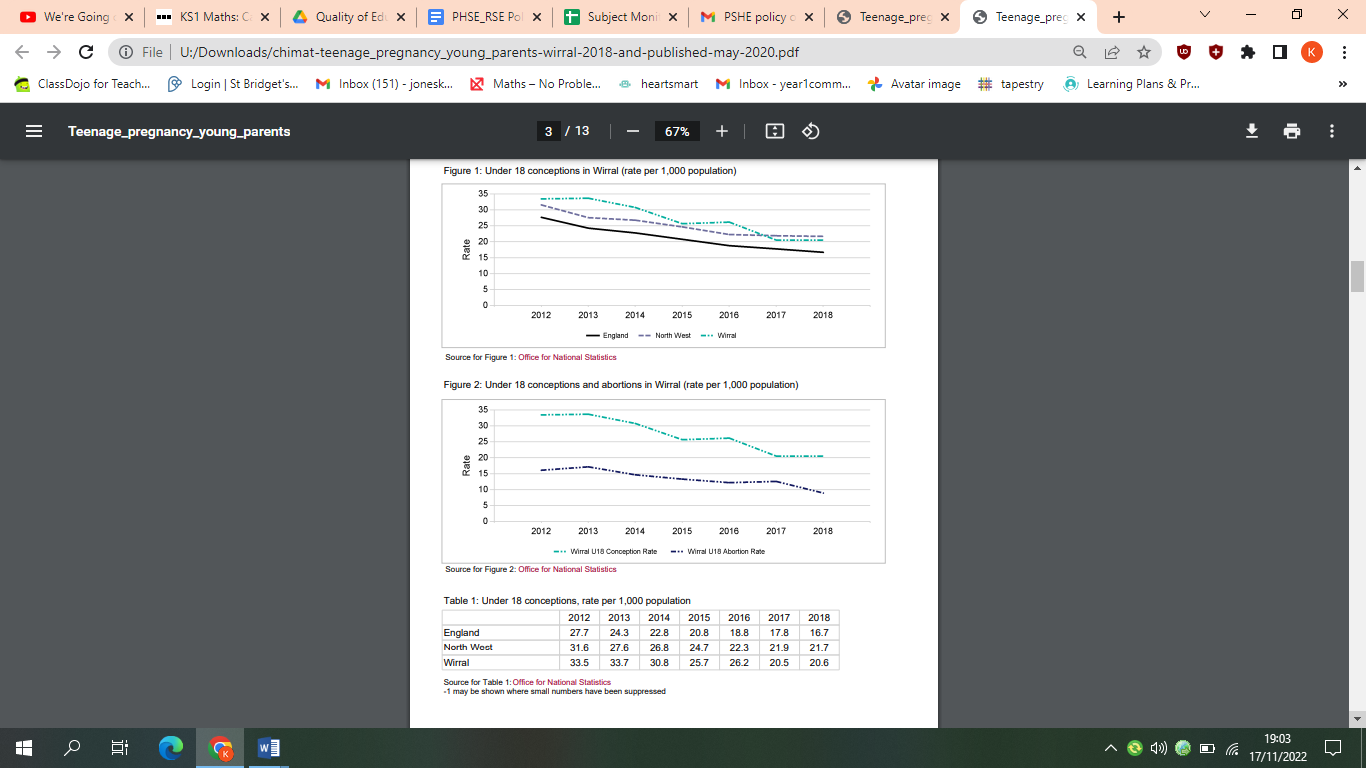 We're Going
KS1 Maths: C
Quality of Edu
PHSE_RSE Pol
Subject Moni
PSHE policy o
Teenage_preg
Teenage_preg
File | U:/Downloads/chimat-teenage_pregnancy_young_parents-wirral-2018-and-published-may-2020.pdf
K
ClassDojo for Teach... Login | St Bridget's... Inbox (151) - jonesk... Maths – No Proble... heartsmart Inbox - year1comm... Avatar image tapestry Learning Plans & Pr... »
Teenage_pregnancy_young_parents 3 / 13 67%
Figure 1: Under 18 conceptions in Wirral (rate per 1,000 population)
35
30
25
20
15
10
5
0
Rate
2012 2013 2014 2015 2016 2017 2018
England North West Wirral
Source for Figure 1: Office for National Statistics
Figure 2: Under 18 conceptions and abortions in Wirral (rate per 1,000 population)
35
30
25
20
15
10
5
0
Rate
2012 2013 2014 2015 2016 2017 2018
Wirral U18 Conception Rate Wirral U18 Abortion Rate
Source for Figure 2: Office for National Statistics
Table 1: Under 18 conceptions, rate per 1,000 population
2012 2013 2014 2015 2016 2017 2018
England 27.7 24.3 22.8 20.8 18.8 17.8 16.7
North West 31.6 27.6 26.8 24.7 22.3 21.9 21.7
Wirral 33.5 33.7 30.8 25.7 26.2 20.5 20.6
Source for Table 1: Office for National Statistics
-1 may be shown where small numbers have been suppressed
19:03
17/11/2022